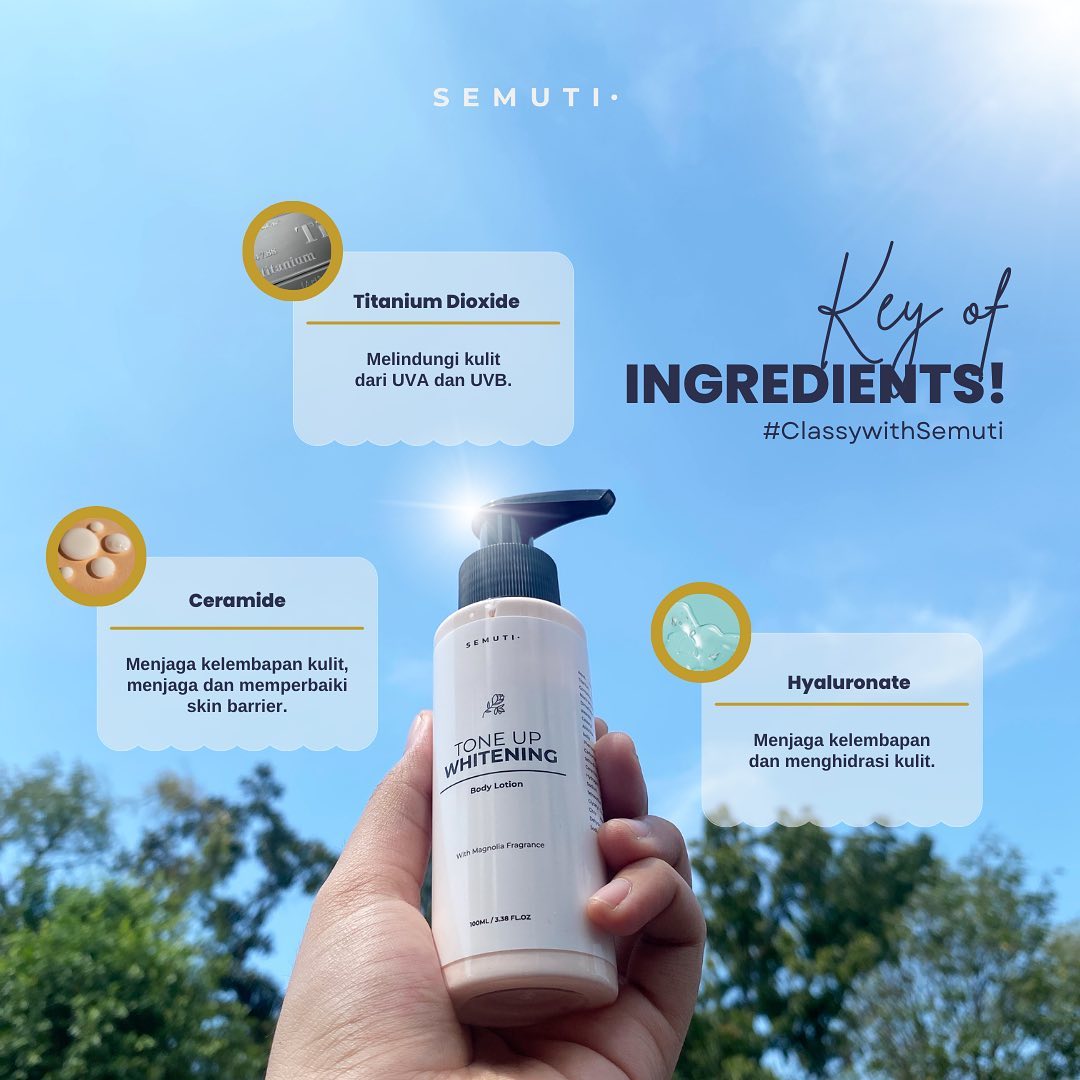 SEMUTI·
Ti
Titanium
Titanium Dioxide
Melindungi kulit
dari UVA dan UVB.
Key of
INGREDIENTS!
#ClassywithSemuti
Ceramide
Menjaga kelembapan kulit,
menjaga dan memperbaiki
skin barrier.
Hyaluronate
Menjaga kelembapan
dan menghidrasi kulit.
SEMUTI·
TONE UP
WHITENING
Body Lotion
With Magnolia Fragrance
100ML / 3.38 FL.OZ